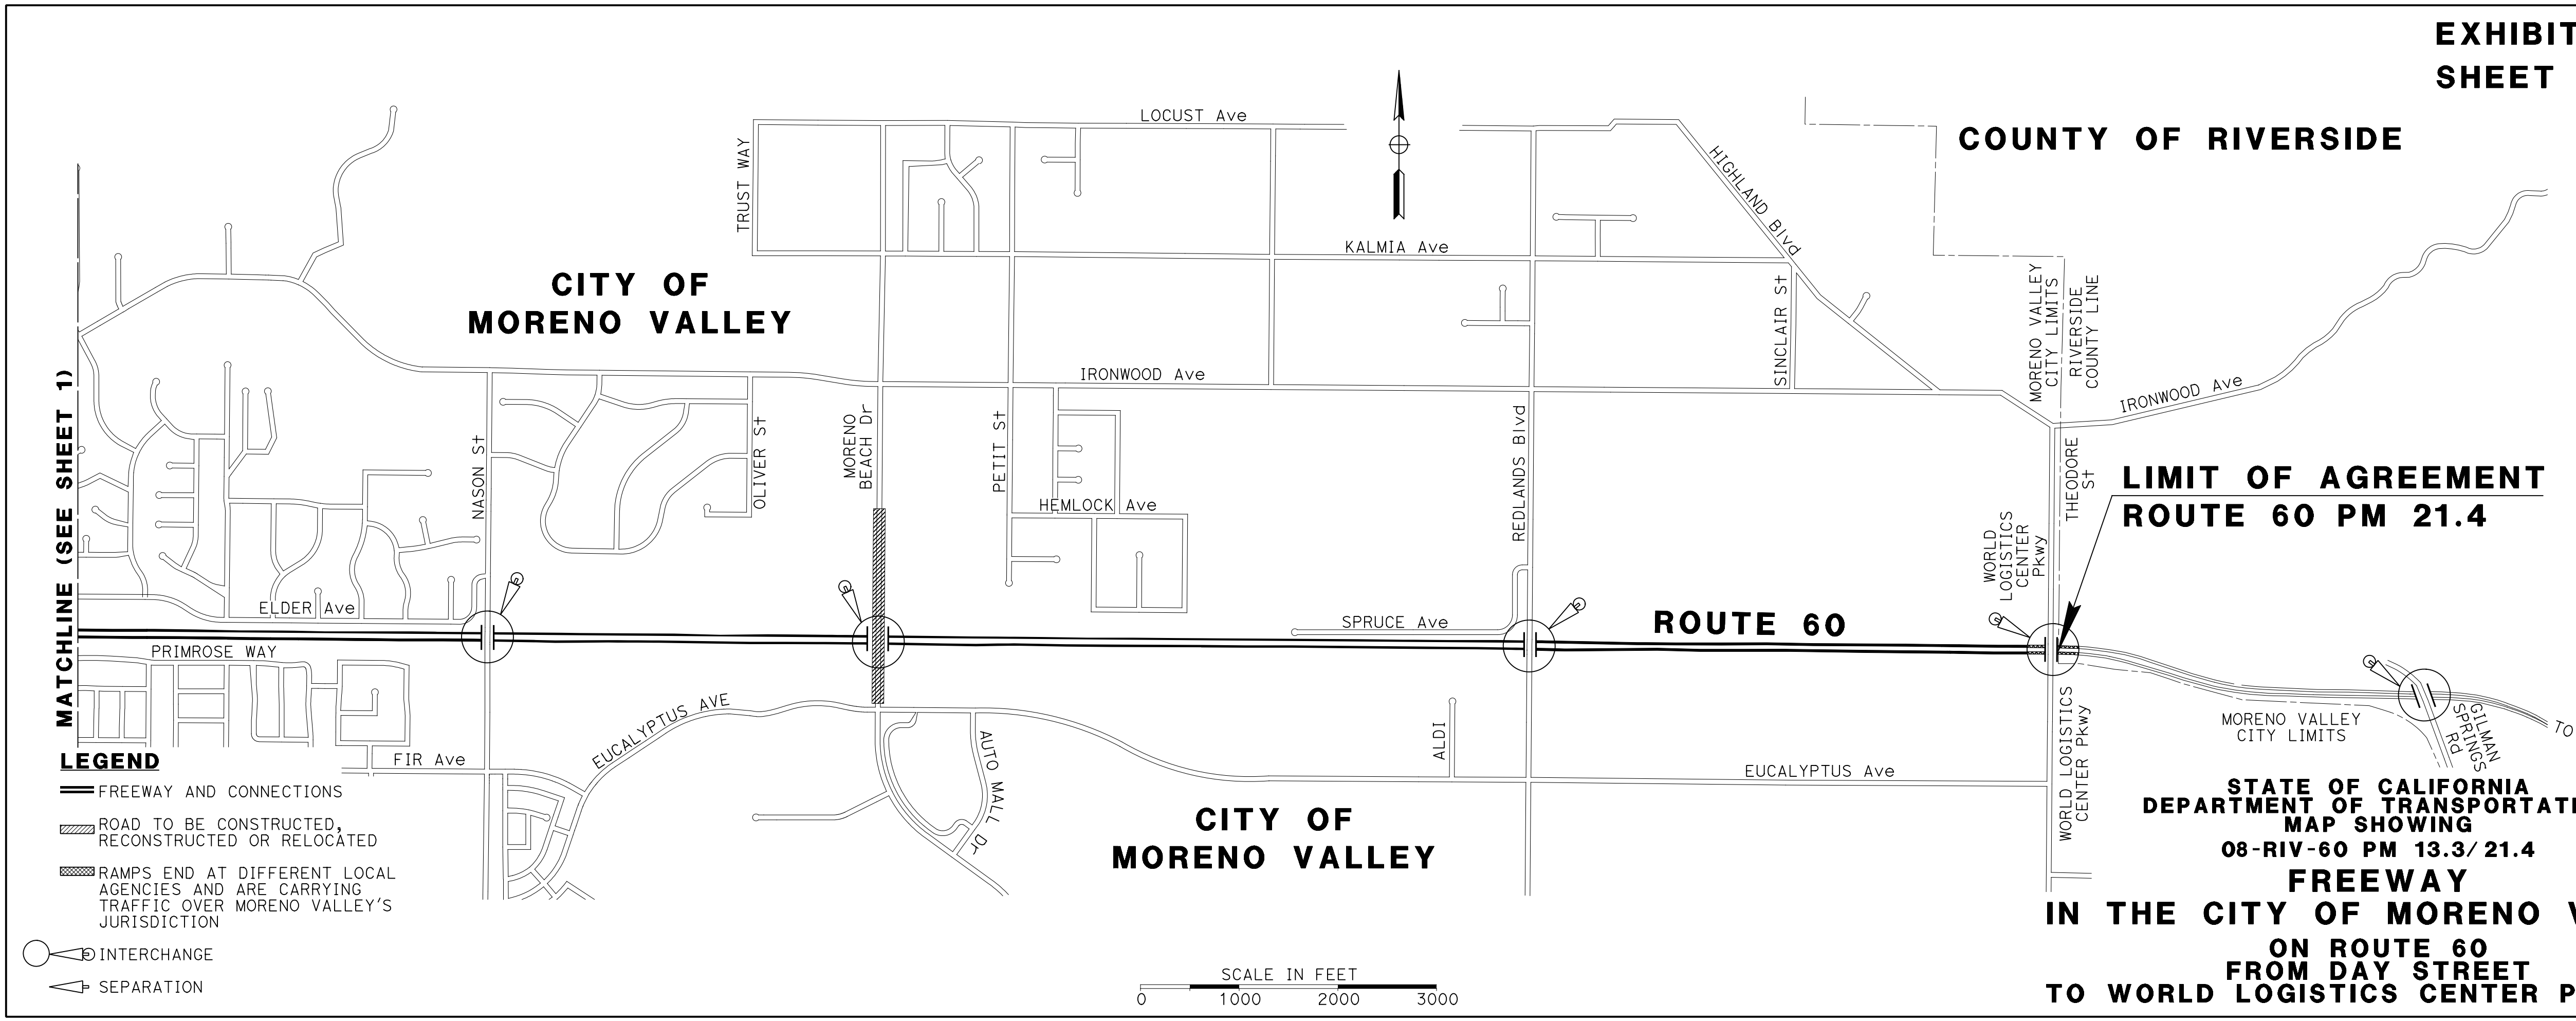 EXHIBIT
SHEET
COUNTY OF RIVERSIDE
LOCUST Ave
TRUST WAY
HIGHLAND Blvd
KALMIA Ave
CITY OF
MORENO VALLEY
SINCLAIR St
MORENO VALLEY
CITY LIMITS
RIVERSIDE
COUNTY LINE
IRONWOOD Ave
IRONWOOD Ave
MATCHLINE (SEE SHEET 1)
NASON St
OLIVER St
MORENO
BEACH Dr
PETIT St
HEMLOCK Ave
REDLANDS Blvd
THEODORE
St
LIMIT OF AGREEMENT
ROUTE 60 PM 21.4
WORLD
LOGISTICS
CENTER
Pkwy
ELDER Ave
SPRUCE Ave
ROUTE 60
PRIMROSE WAY
EUCALYPTUS AVE
FIR Ave
AUTO MALL Dr
ALDI
EUCALYPTUS Ave
WORLD LOGISTICS
CENTER Pkwy
MORENO VALLEY
CITY LIMITS
GILMAN
SPRINGS
Rd
TO
CITY OF
MORENO VALLEY
LEGEND
FREEWAY AND CONNECTIONS
ROAD TO BE CONSTRUCTED,
RECONSTRUCTED OR RELOCATED
RAMPS END AT DIFFERENT LOCAL
AGENCIES AND ARE CARRYING
TRAFFIC OVER MORENO VALLEY'S
JURISDICTION
INTERCHANGE
SEPARATION
SCALE IN FEET
0 1000 2000 3000
STATE OF CALIFORNIA
DEPARTMENT OF TRANSPORTATI
MAP SHOWING
08-RIV-60 PM 13.3/21.4
FREEWAY
IN THE CITY OF MORENO V
ON ROUTE 60
FROM DAY STREET
TO WORLD LOGISTICS CENTER P